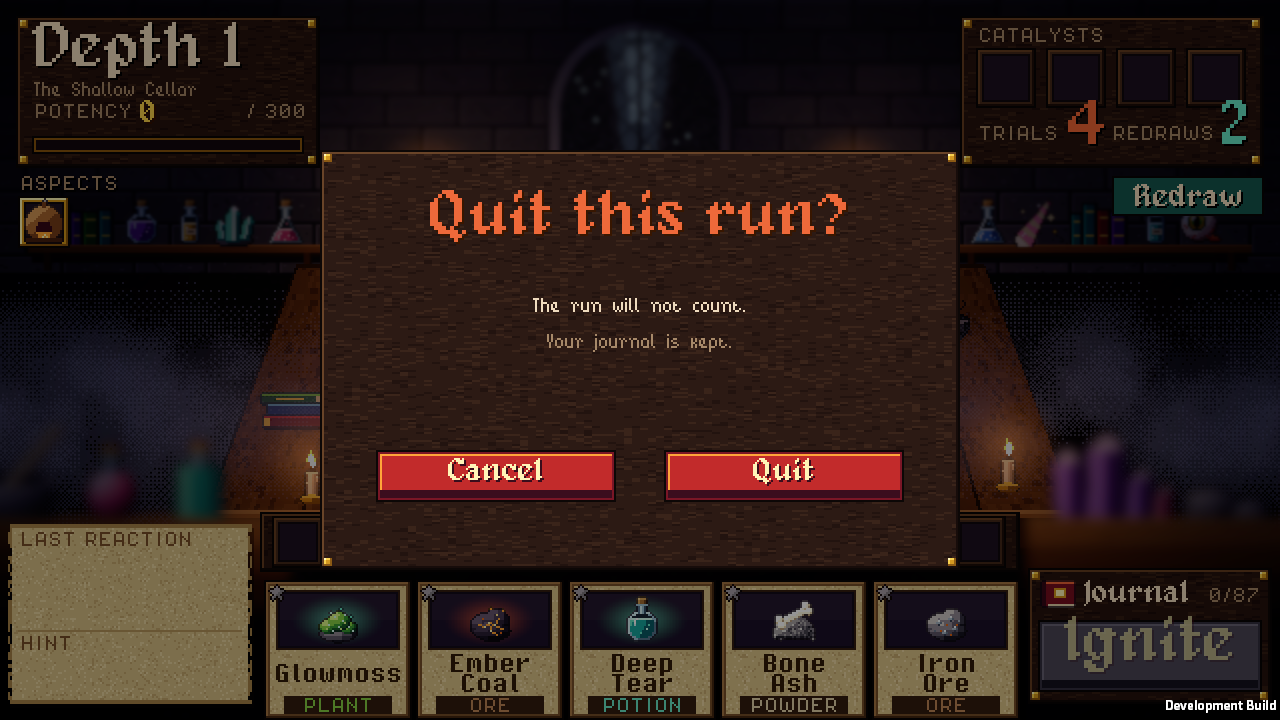 Depth 1
The Shallow Cellar
POTENCY 0 / 300
ASPECTS
CATALYSTS
TRIALS 4 REDRAWS 2
Redraw
Quit this run?
The run will not count.
Your journal is kept.
Cancel
Quit
LAST REACTION
HINT
Glowmoss
PLANT
Ember
Coal
ORE
Deep
Tear
POTION
Bone
Ash
POWDER
Iron
Ore
ORE
Journal 0/87
Ignite
Development Build